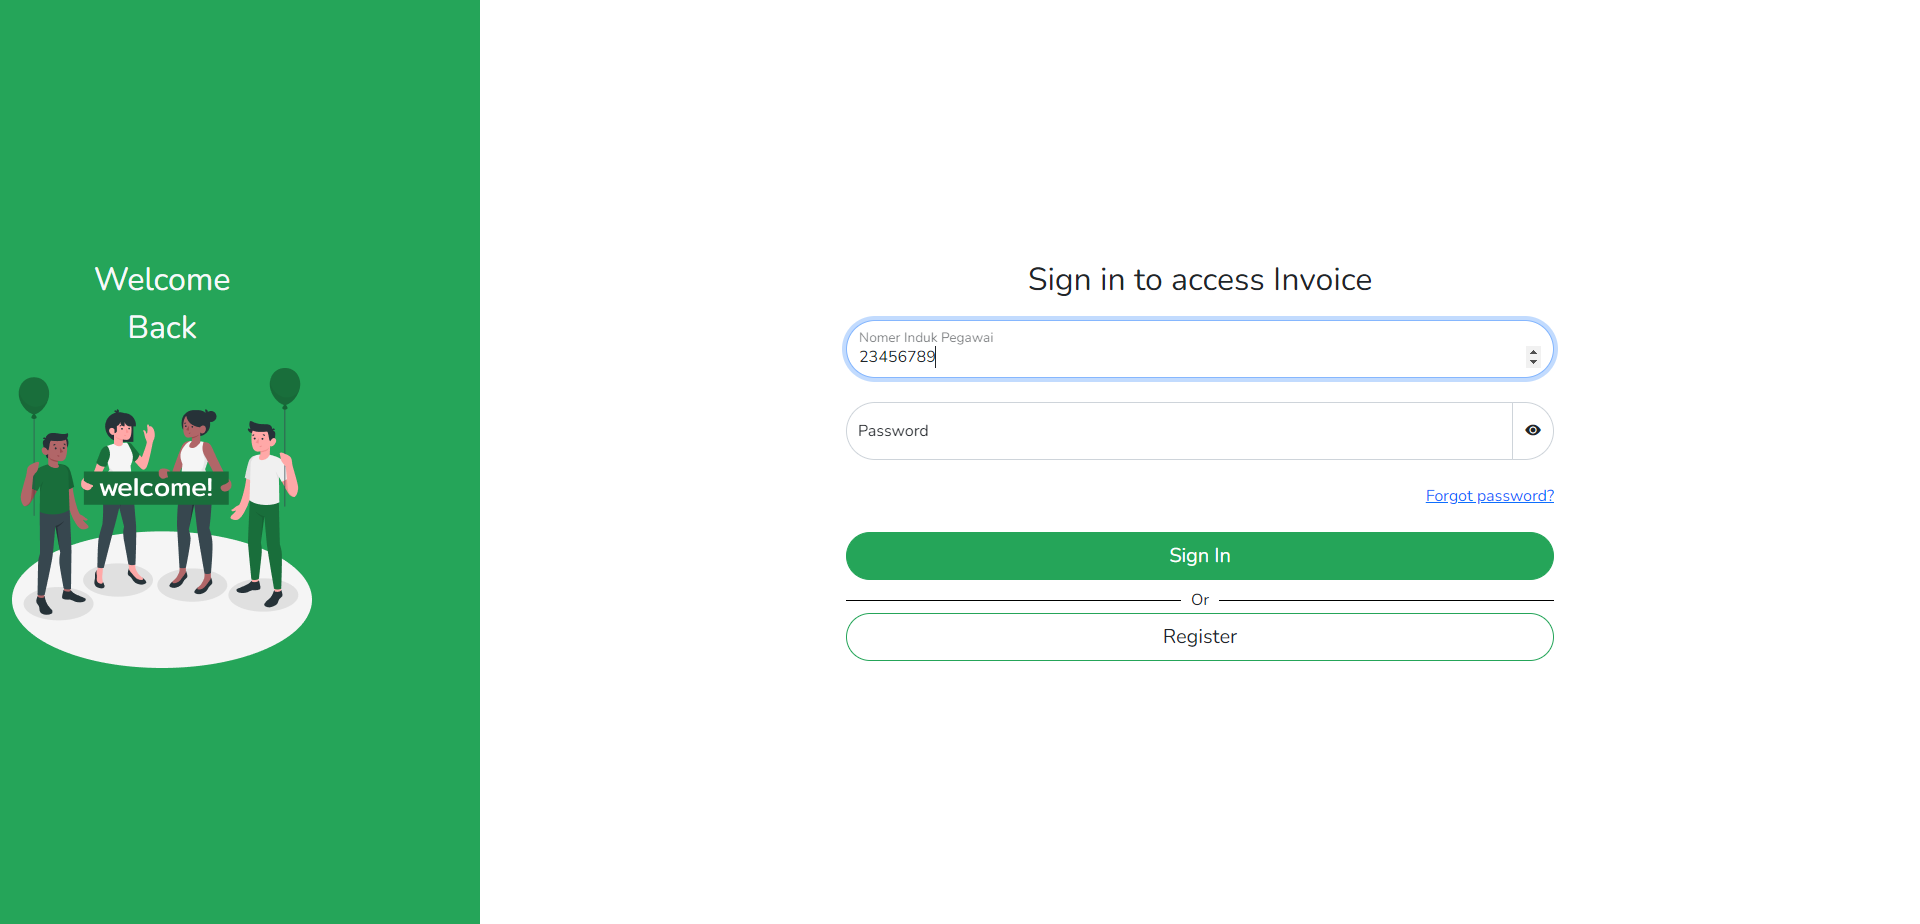 Welcome
Back
welcome!
Sign in to access Invoice
Nomer Induk Pegawai
23456789
Password
Forgot password?
Sign In
Or
Register